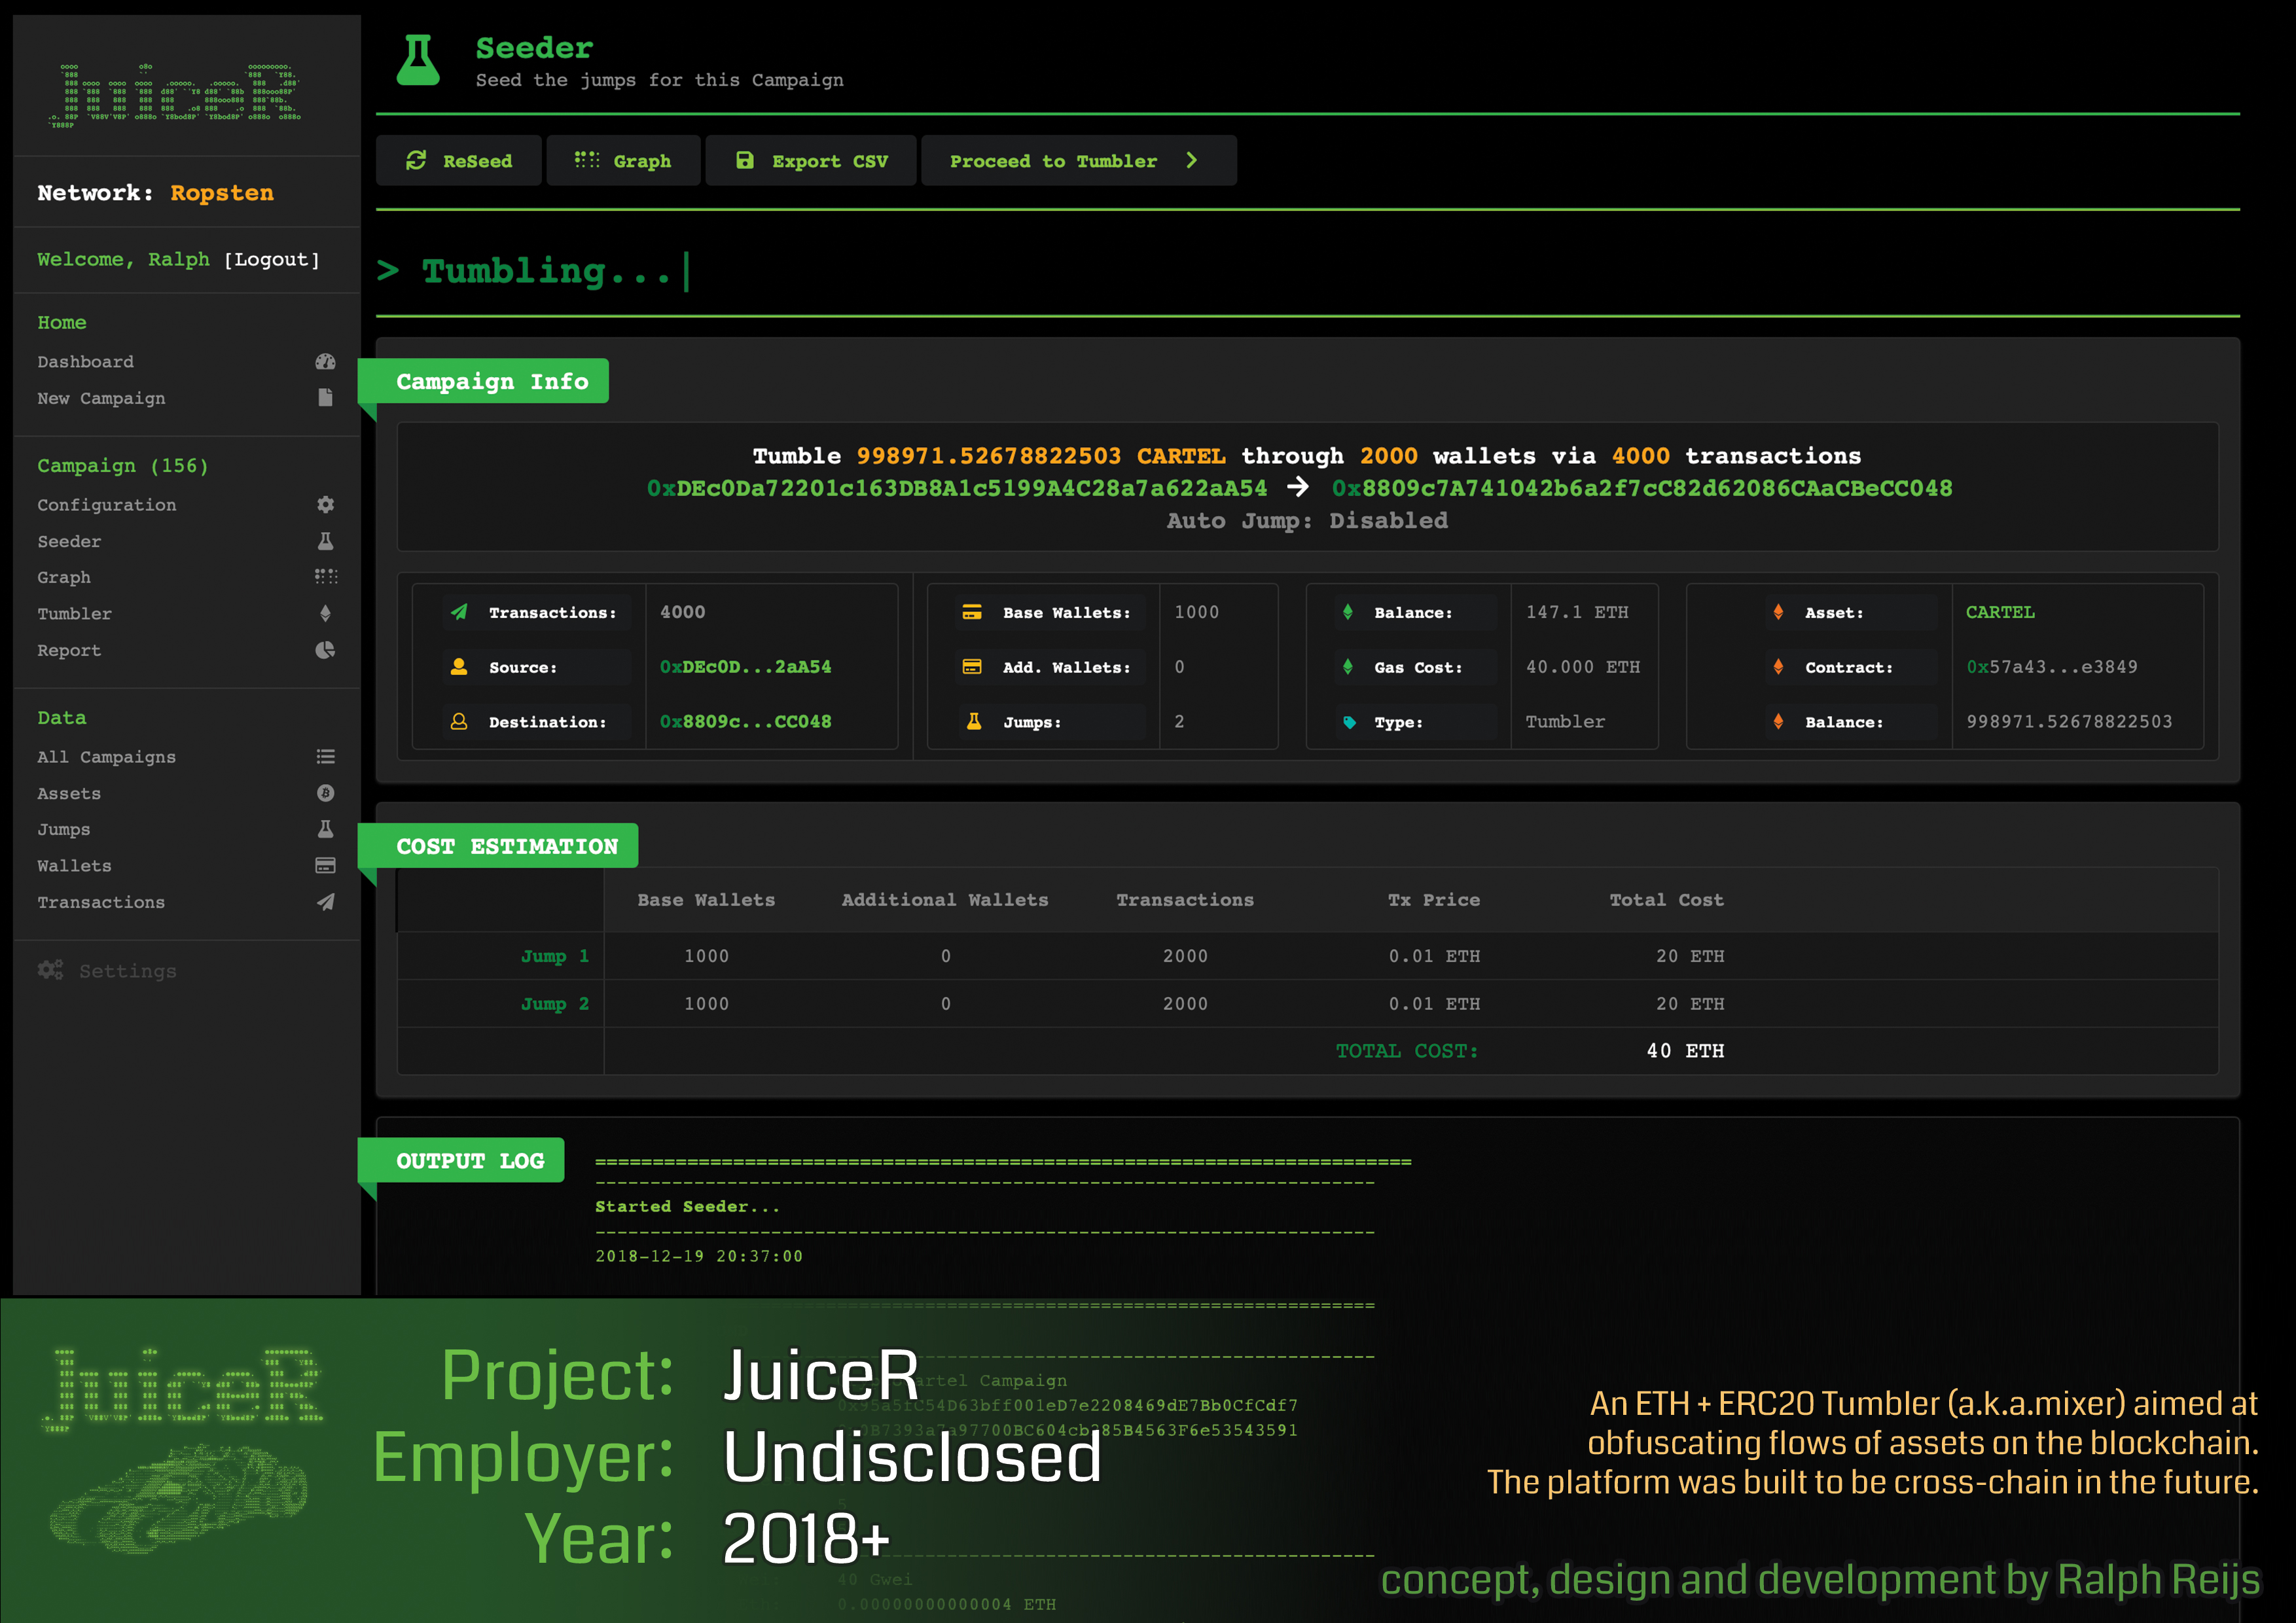 JuiceR
Network: Ropsten
Welcome, Ralph [Logout]
Home
Dashboard
New Campaign
Campaign (156)
Configuration
Seeder
Graph
Tumbler
Report
Data
All Campaigns
Assets
Jumps
Wallets
Transactions
Settings
Seeder
Seed the jumps for this Campaign
ReSeed Graph Export CSV Proceed to Tumbler
> Tumbling...|
Campaign Info
Tumble 998971.52678822503 CARTEL through 2000 wallets via 4000 transactions
0xDEc0Da72201c163DB8A1c5199A4C28a7a622aA54 → 0x8809c7A741042b6a2f7cC82d62086CAaCBeCC048
Auto Jump: Disabled
Transactions: 4000 Base Wallets: 1000 Balance: 147.1 ETH Asset: CARTEL
Source: 0xDEc0D...2aA54 Add. Wallets: 0 Gas Cost: 40.000 ETH Contract: 0x57a43...e3849
Destination: 0x8809c...CC048 Jumps: 2 Type: Tumbler Balance: 998971.52678822503
COST ESTIMATION
Base Wallets Additional Wallets Transactions Tx Price Total Cost
Jump 1 1000 0 2000 0.01 ETH 20 ETH
Jump 2 1000 0 2000 0.01 ETH 20 ETH
TOTAL COST: 40 ETH
OUTPUT LOG
Started Seeder...
2018-12-19 20:37:00
Campaign
40 Gwei
0.00000000000004 ETH
JuiceR
Project: JuiceR
Employer: Undisclosed
Year: 2018+
An ETH + ERC20 Tumbler (a.k.a.mixer) aimed at
obfuscating flows of assets on the blockchain.
The platform was built to be cross-chain in the future.
concept, design and development by Ralph Reijs